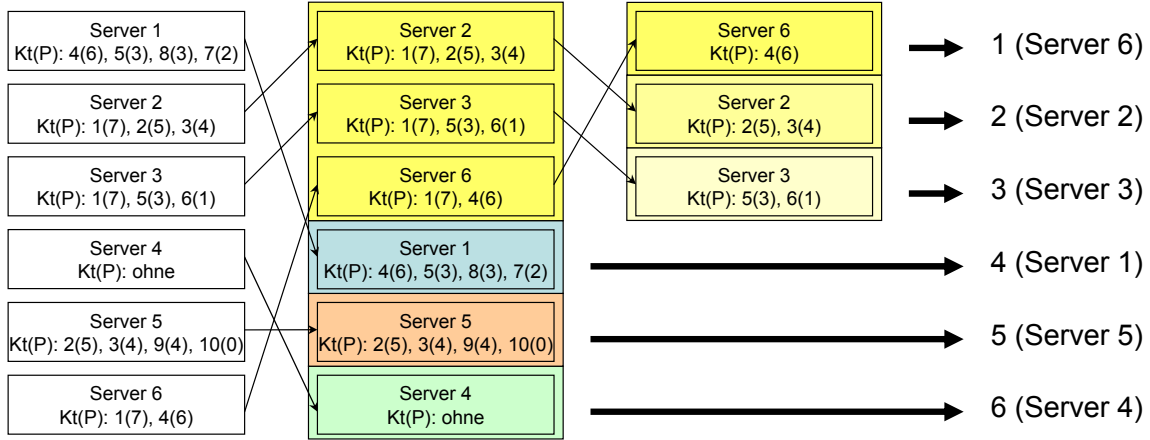 Server 1
Kt(P): 4(6), 5(3), 8(3), 7(2)
Server 2
Kt(P): 1(7), 2(5), 3(4)
Server 3
Kt(P): 1(7), 5(3), 6(1)
Server 4
Kt(P): ohne
Server 5
Kt(P): 2(5), 3(4), 9(4), 10(0)
Server 6
Kt(P): 1(7), 4(6)
Server 2
Kt(P): 1(7), 2(5), 3(4)
Server 3
Kt(P): 1(7), 5(3), 6(1)
Server 6
Kt(P): 1(7), 4(6)
Server 1
Kt(P): 4(6), 5(3), 8(3), 7(2)
Server 5
Kt(P): 2(5), 3(4), 9(4), 10(0)
Server 4
Kt(P): ohne
Server 6
Kt(P): 4(6)
Server 2
Kt(P): 2(5), 3(4)
Server 3
Kt(P): 5(3), 6(1)
1 (Server 6)
2 (Server 2)
3 (Server 3)
4 (Server 1)
5 (Server 5)
6 (Server 4)